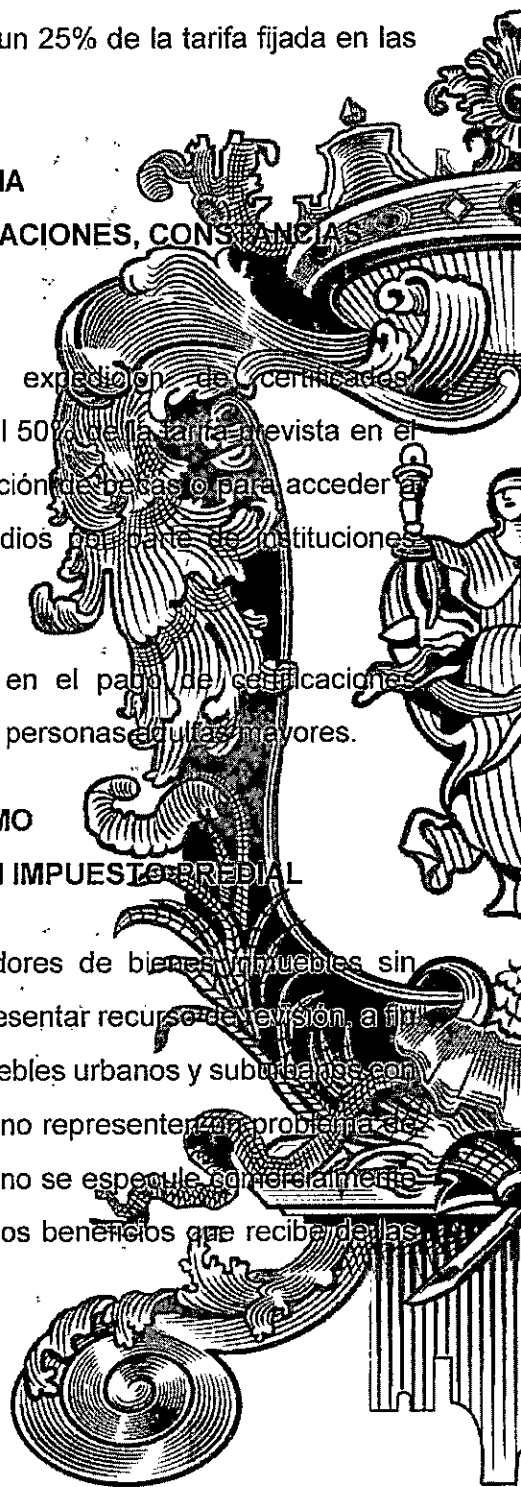 un 25% de la tarifa fijada en las
IA
ACIONES, CONSTANCIAS
expedición de certificados,
l 50% de la tarifa prevista en el
ción de becas o para acceder a
dios por parte de instituciones
en el pago de certificaciones
personas adultas mayores.
MO
N IMPUESTO PREDIAL
dores de bienes inmuebles sin
esentar recurso de revisión, a fin
ebles urbanos y suburbanos con
no representen un problema de
no se especule comercialmente
os beneficios que recibe de las